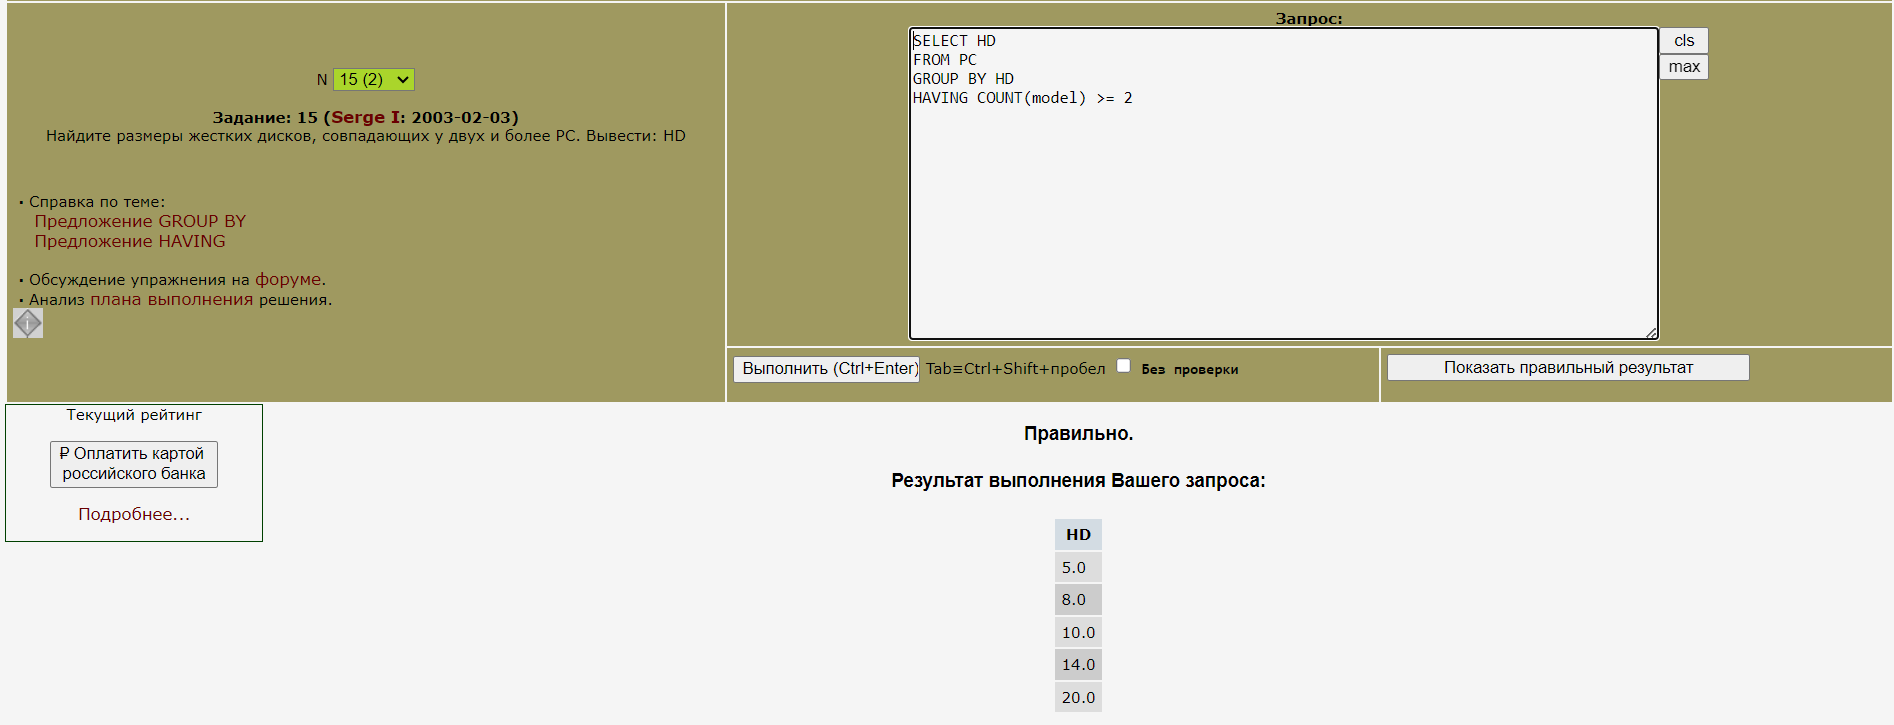 N 15 (2)
Задание: 15 (Serge I: 2003-02-03)
Найдите размеры жестких дисков, совпадающих у двух и более PC. Вывести: HD
• Справка по теме:
Предложение GROUP BY
Предложение HAVING
• Обсуждение упражнения на форуме.
• Анализ плана выполнения решения.
i
Запрос:
SELECT HD
FROM PC
GROUP BY HD
HAVING COUNT(model) >= 2
cls
max
Выполнить (Ctrl+Enter) Tab≡Ctrl+Shift+пробел Без проверки
Показать правильный результат
Текущий рейтинг
₽ Оплатить картой
российского банка
Подробнее...
Правильно.
Результат выполнения Вашего запроса:
HD
5.0
8.0
10.0
14.0
20.0